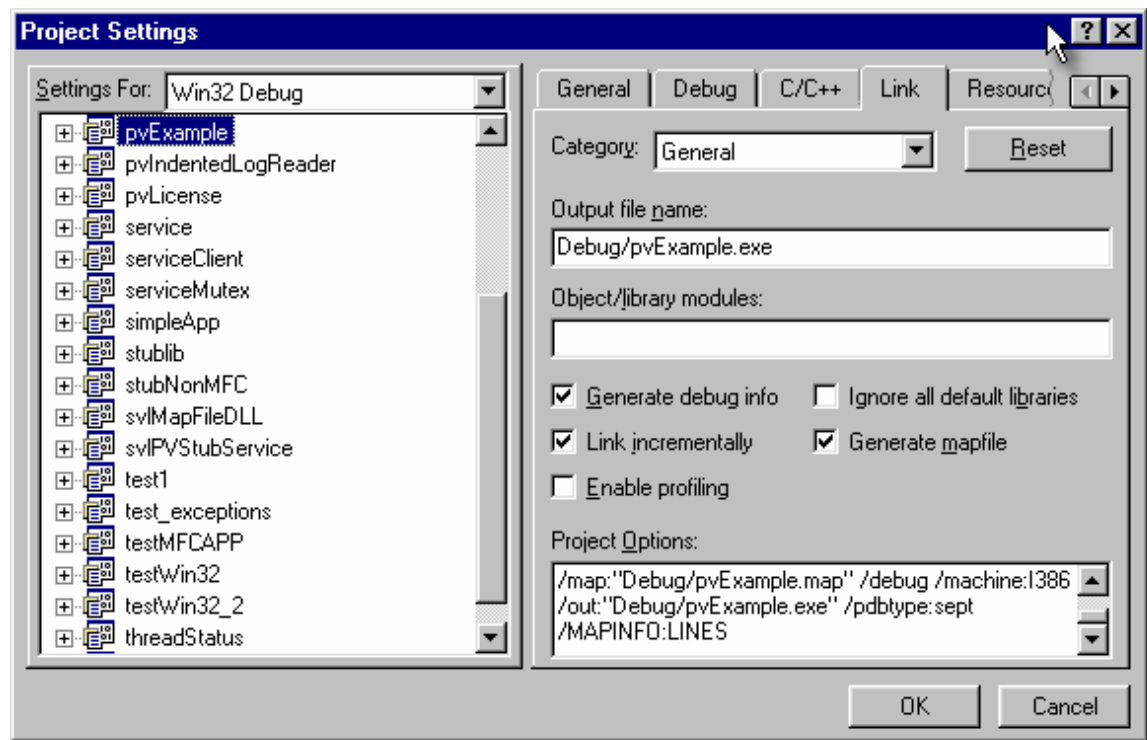 Project Settings
Settings For: Win32 Debug
pvExample
pvIndentedLogReader
pvLicense
service
serviceClient
serviceMutex
simpleApp
stublib
stubNonMFC
svlMapFileDLL
svlPVStubService
test1
test_exceptions
testMFCAPP
testWin32
testWin32_2
threadStatus
General Debug C/C++ Link Resourc
Category: General Reset
Output file name:
Debug/pvExample.exe
Object/library modules:
Generate debug info Ignore all default libraries
Link incrementally Generate mapfile
Enable profiling
Project Options:
/map:"Debug/pvExample.map" /debug /machine:I386
/out:"Debug/pvExample.exe" /pdbtype:sept
/MAPINFO:LINES
OK Cancel